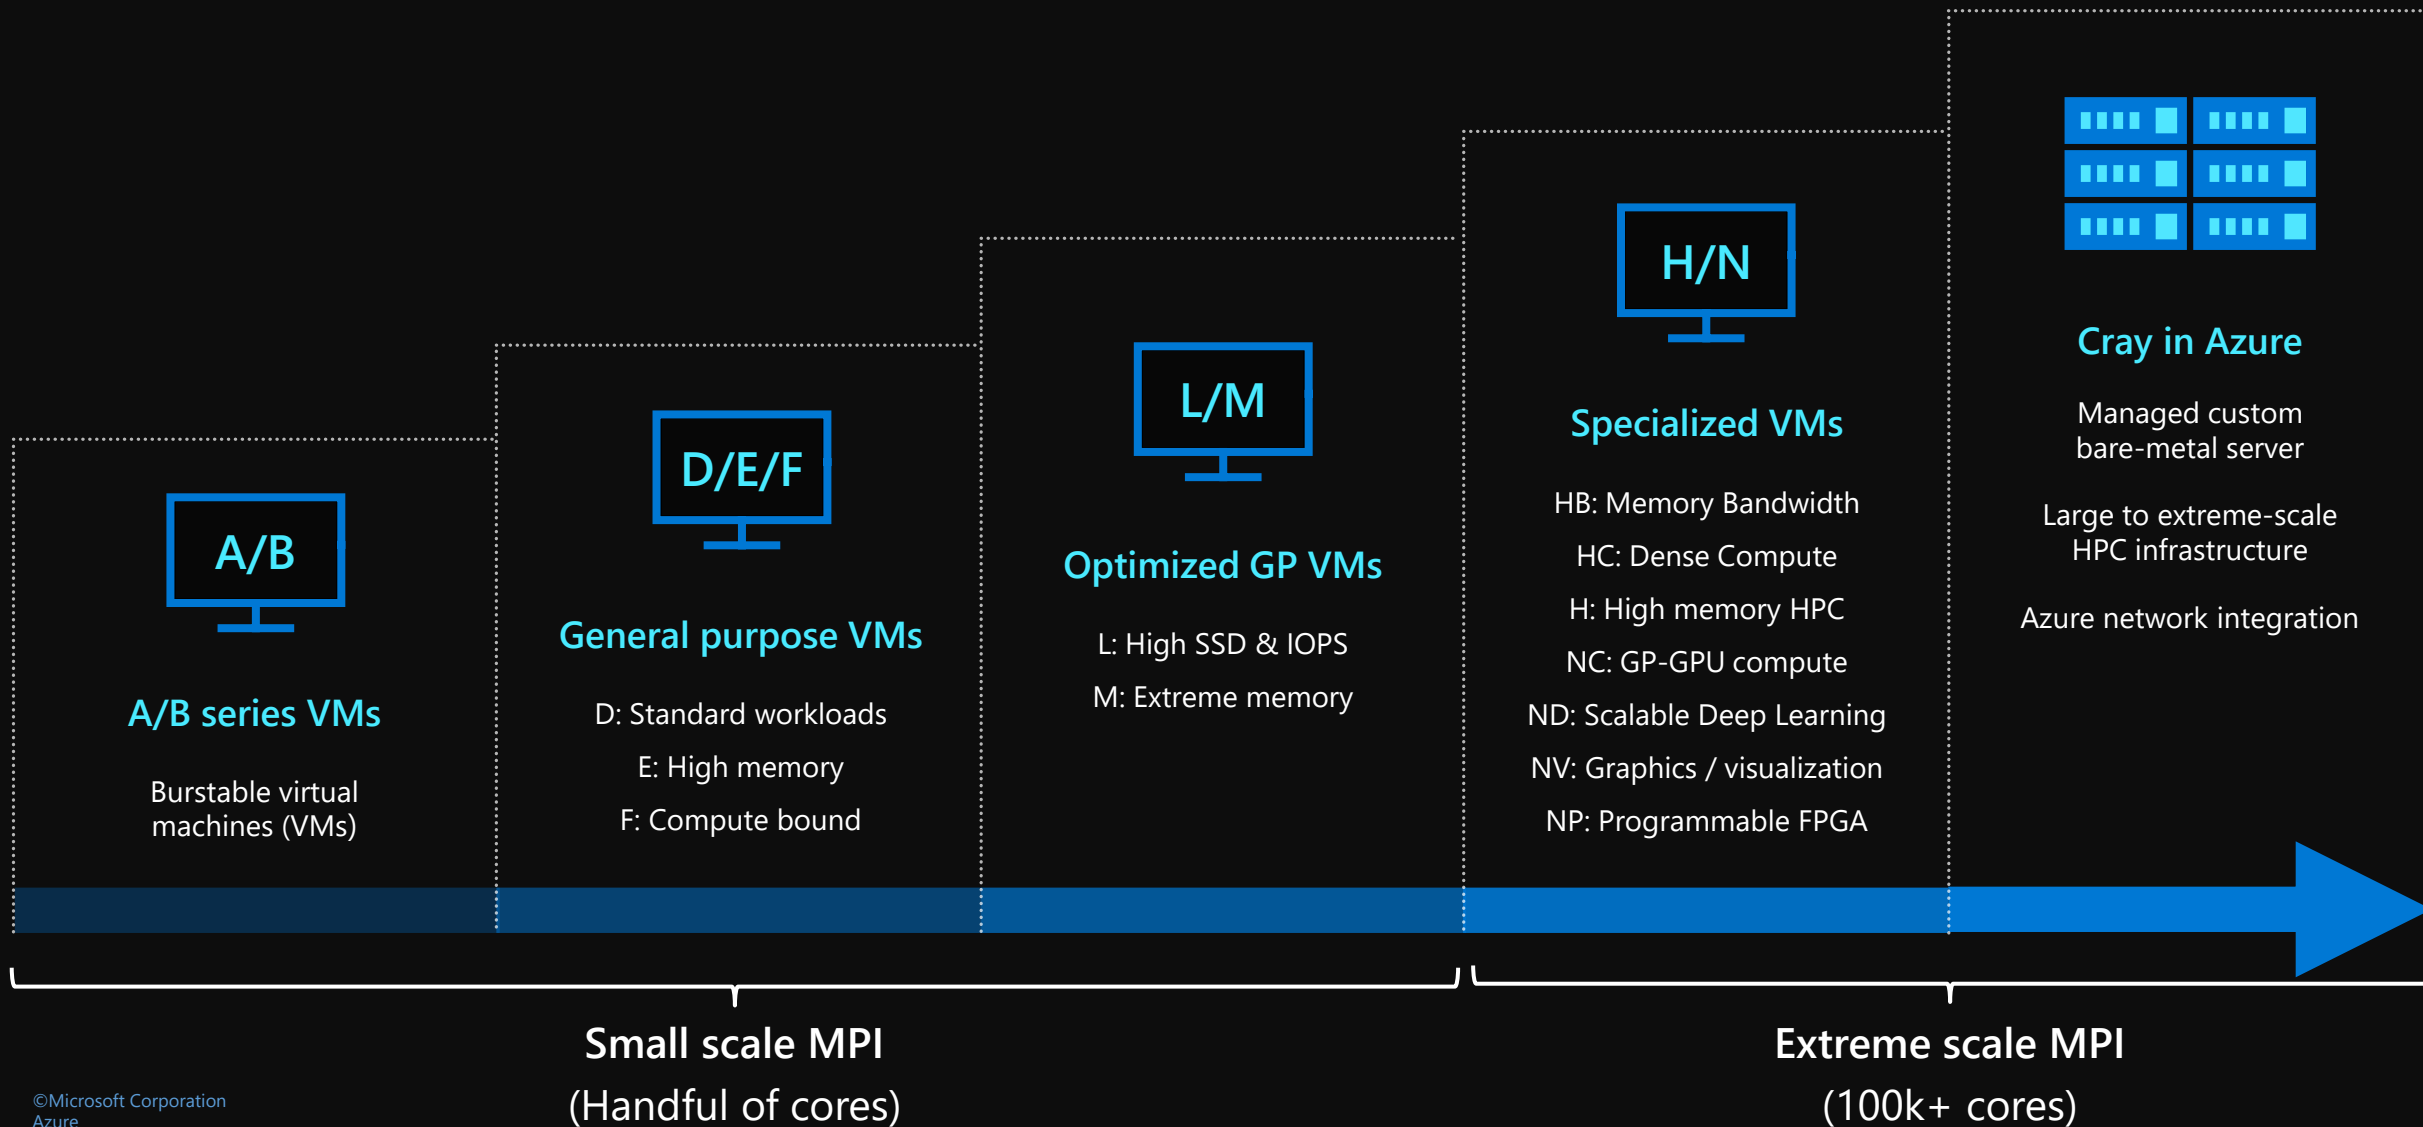 A/B
A/B series VMs
Burstable virtual
machines (VMs)
D/E/F
General purpose VMs
D: Standard workloads
E: High memory
F: Compute bound
L/M
Optimized GP VMs
L: High SSD & IOPS
M: Extreme memory
H/N
Specialized VMs
HB: Memory Bandwidth
HC: Dense Compute
H: High memory HPC
NC: GP-GPU compute
ND: Scalable Deep Learning
NV: Graphics / visualization
NP: Programmable FPGA
Cray in Azure
Managed custom
bare-metal server
Large to extreme-scale
HPC infrastructure
Azure network integration
Small scale MPI
(Handful of cores)
Extreme scale MPI
(100k+ cores)
©Microsoft Corporation
Azure